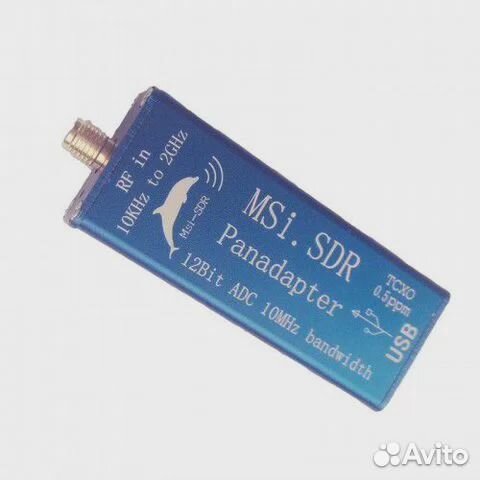 RF in
10KHz to 2GHz
Msi-SDR
MSi.SDR
Panadapter
12Bit ADC 10MHz bandwidth
TCXO
0.5ppm
USB
Avito